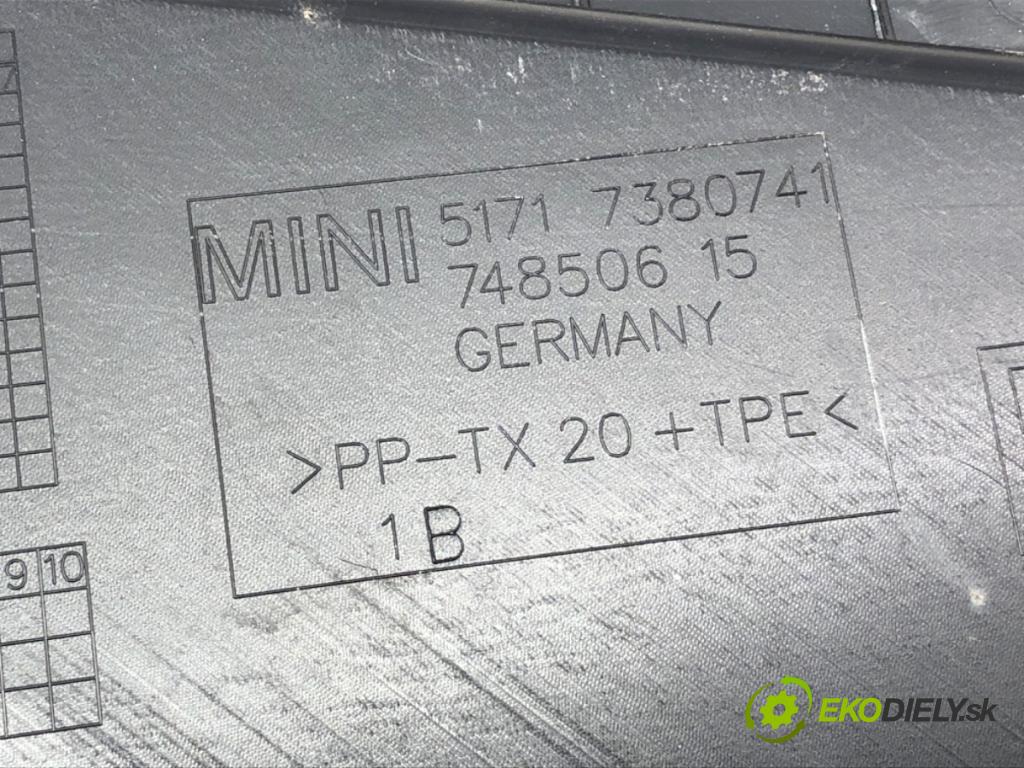 MINI 5171 7380741
748506 15
GERMANY
>PP-TX 20 +TPE<
1 B
9 10
EKODIELY.sk